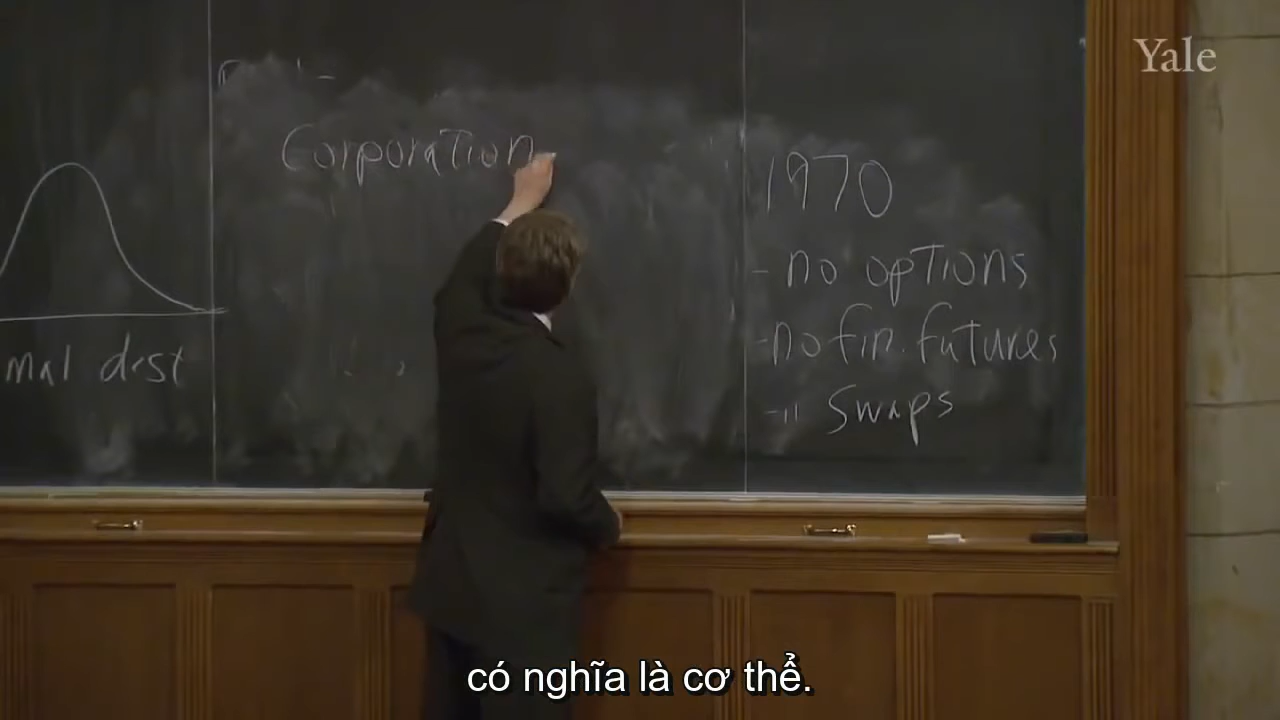 Yale
Corporation
1970
- no options
- no fin. futures
- " swaps
mal dist
có nghĩa là cơ thể.